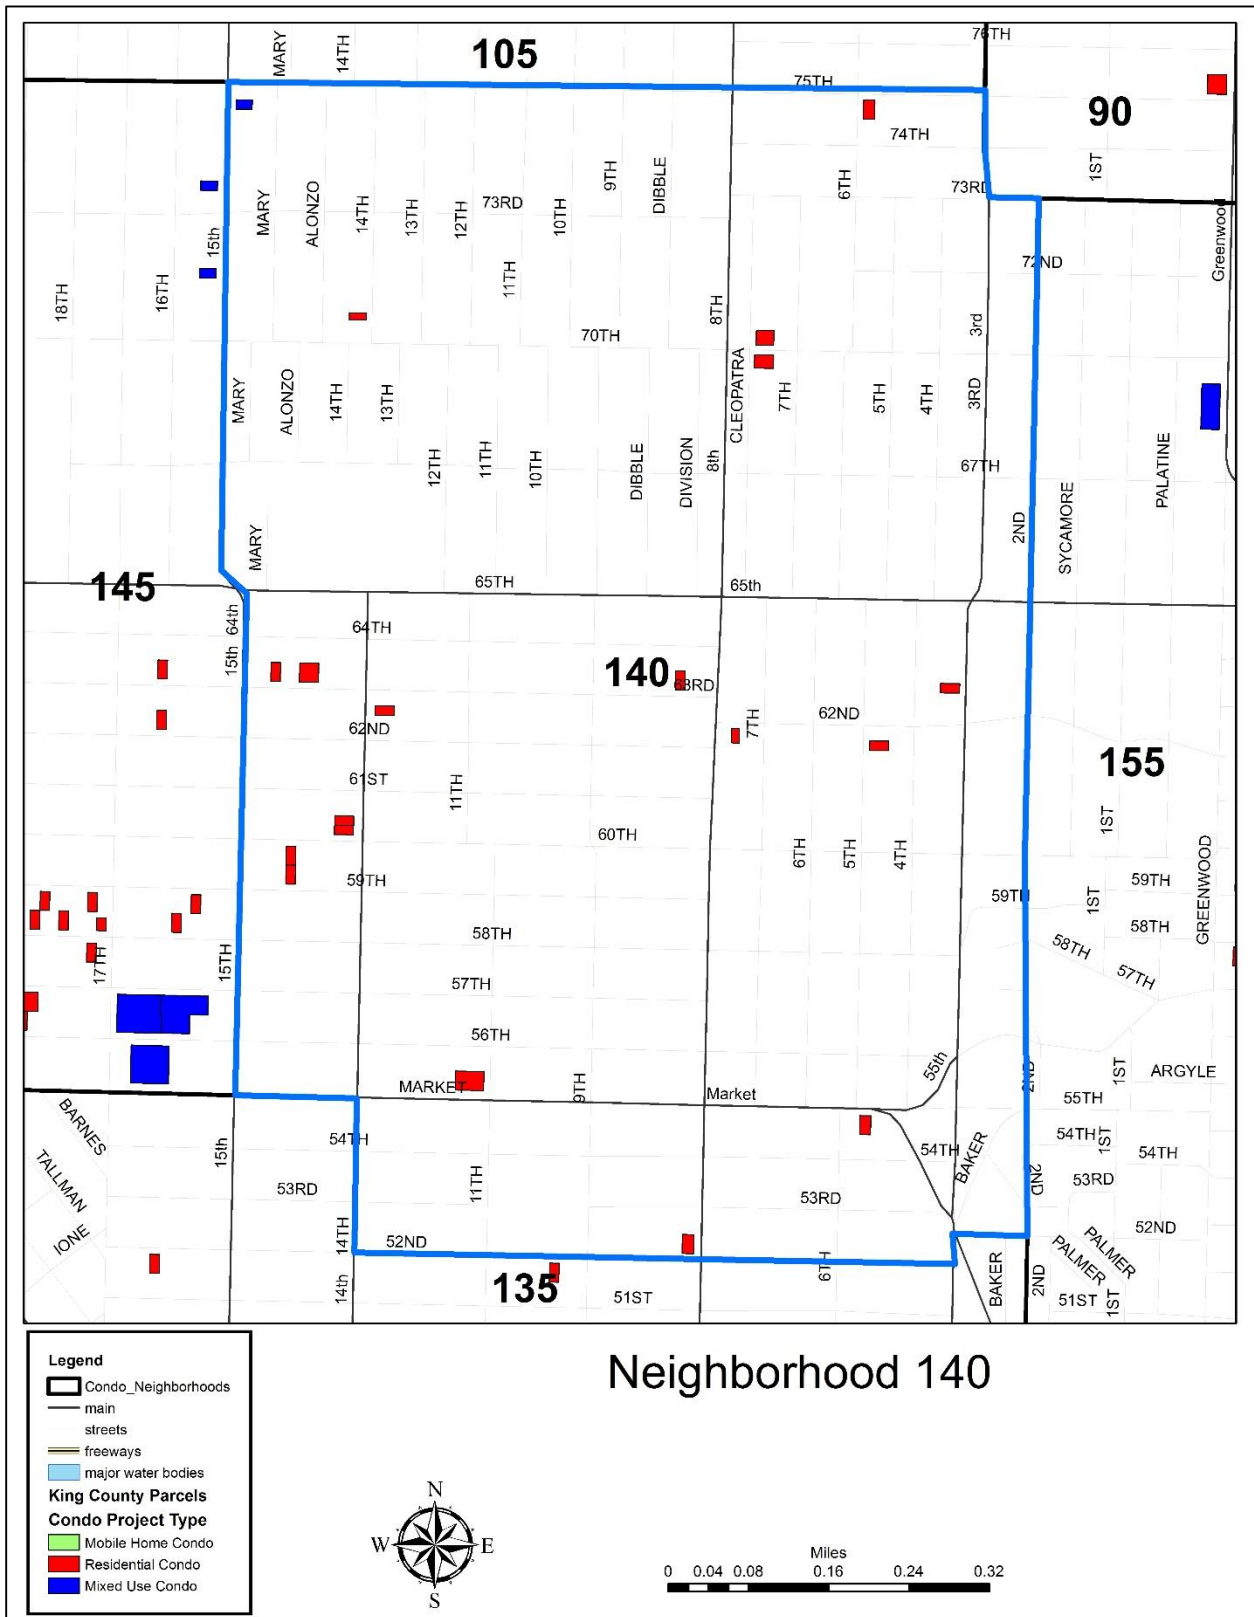 76TH
MARY
14TH
105
75TH
90
74TH
1ST
9TH
DIBBLE
6TH
73RD
MARY
ALONZO
14TH
13TH
12TH
73RD
10TH
15th
Greenwood
72ND
18TH
16TH
11TH
8TH
3rd
70TH
MARY
ALONZO
14TH
13TH
CLEOPATRA
7TH
5TH
4TH
3RD
12TH
11TH
10TH
DIBBLE
DIVISION
8th
67TH
PALATINE
SYCAMORE
2ND
MARY
145
65TH
65th
64th
64TH
15th
140
63RD
62ND
7TH
62ND
155
61ST
11TH
60TH
6TH
5TH
4TH
1ST
GREENWOOD
59TH
59TH
59TH
1ST
58TH
58TH
58TH
57TH
17TH
15TH
57TH
56TH
55th
MARKET
9TH
Market
2ND
1ST
ARGYLE
55TH
BARNES
15th
54TH
54TH
BAKER
54TH
1ST
54TH
TALLMAN
53RD
11TH
53RD
2ND
53RD
IONE
14TH
52ND
52ND
PALMER
PALMER
6TH
14th
135
51ST
BAKER
2ND
51ST
1ST
Neighborhood 140
Legend
Condo_Neighborhoods
main
streets
freeways
major water bodies
King County Parcels
Condo Project Type
Mobile Home Condo
Residential Condo
Mixed Use Condo
N
W
E
S
Miles
0 0.04 0.08 0.16 0.24 0.32